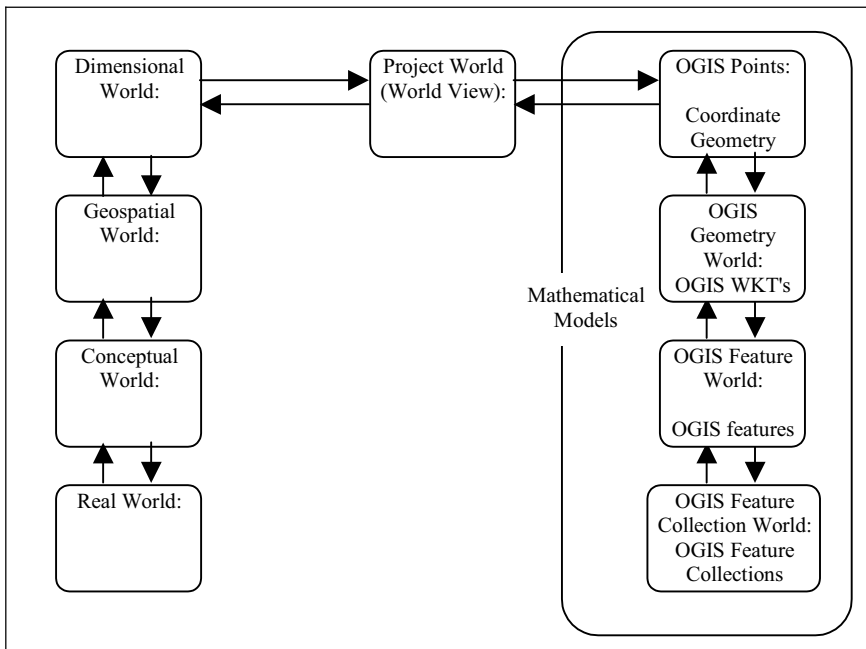 Dimensional
World:
Project World
(World View):
OGIS Points:
Coordinate
Geometry
Geospatial
World:
OGIS
Geometry
World:
OGIS WKT's
Mathematical
Models
Conceptual
World:
OGIS Feature
World:
OGIS features
Real World:
OGIS Feature
Collection World:
OGIS Feature
Collections